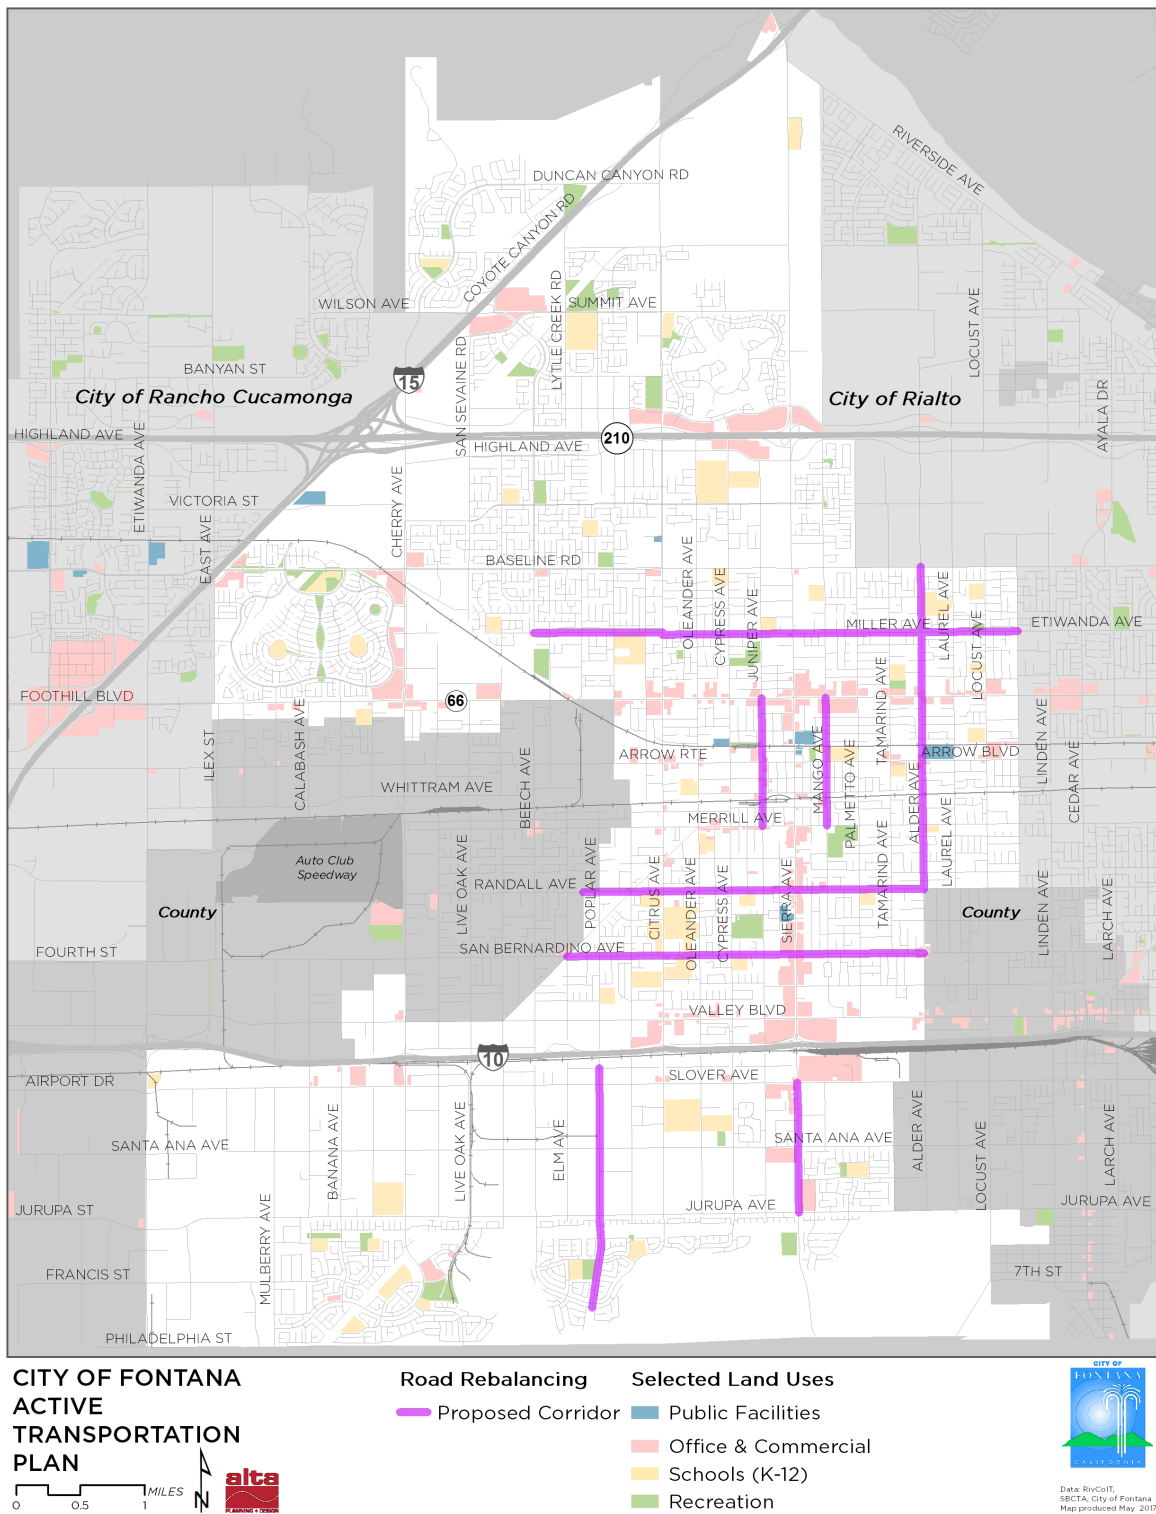 RIVERSIDE AVE
DUNCAN CANYON RD
COYOTE CANYON RD
WILSON AVE
SUMMIT AVE
LYTLE CREEK RD
SAN SEVAINE RD
LOCUST AVE
BANYAN ST
15
City of Rancho Cucamonga
City of Rialto
AYALA DR
HIGHLAND AVE
210
HIGHLAND AVE
ETIWANDA AVE
VICTORIA ST
CHERRY AVE
EAST AVE
BASELINE RD
OLEANDER AVE
CYPRESS AVE
JUNIPER AVE
LAUREL AVE
MILLER AVE
ETIWANDA AVE
LOCUST AVE
TAMARIND AVE
FOOTHILL BLVD
66
ILEX ST
CALABASH AVE
BEECH AVE
ARROW RTE
MANGO AVE
PALMETTO AVE
ARROW BLVD
LINDEN AVE
CEDAR AVE
WHITTRAM AVE
ALDER AVE
MERRILL AVE
Auto Club
Speedway
LIVE OAK AVE
RANDALL AVE
POPLAR AVE
CITRUS AVE
OLEANDER AVE
CYPRESS AVE
SIERRA AVE
TAMARIND AVE
LAUREL AVE
LINDEN AVE
LARCH AVE
County
County
FOURTH ST
SAN BERNARDINO AVE
VALLEY BLVD
10
AIRPORT DR
SLOVER AVE
SANTA ANA AVE
BANANA AVE
LIVE OAK AVE
ELM AVE
SANTA ANA AVE
ALDER AVE
LOCUST AVE
LARCH AVE
JURUPA ST
MULBERRY AVE
JURUPA AVE
JURUPA AVE
FRANCIS ST
7TH ST
PHILADELPHIA ST
CITY OF FONTANA
ACTIVE
TRANSPORTATION
PLAN
0 0.5 1 MILES
N
alta
PLANNING + DESIGN
Road Rebalancing
Proposed Corridor
Selected Land Uses
Public Facilities
Office & Commercial
Schools (K-12)
Recreation
CITY OF
FONTANA
CALIFORNIA
Data: RivCoIT,
SBCTA, City of Fontana
Map produced May 2017